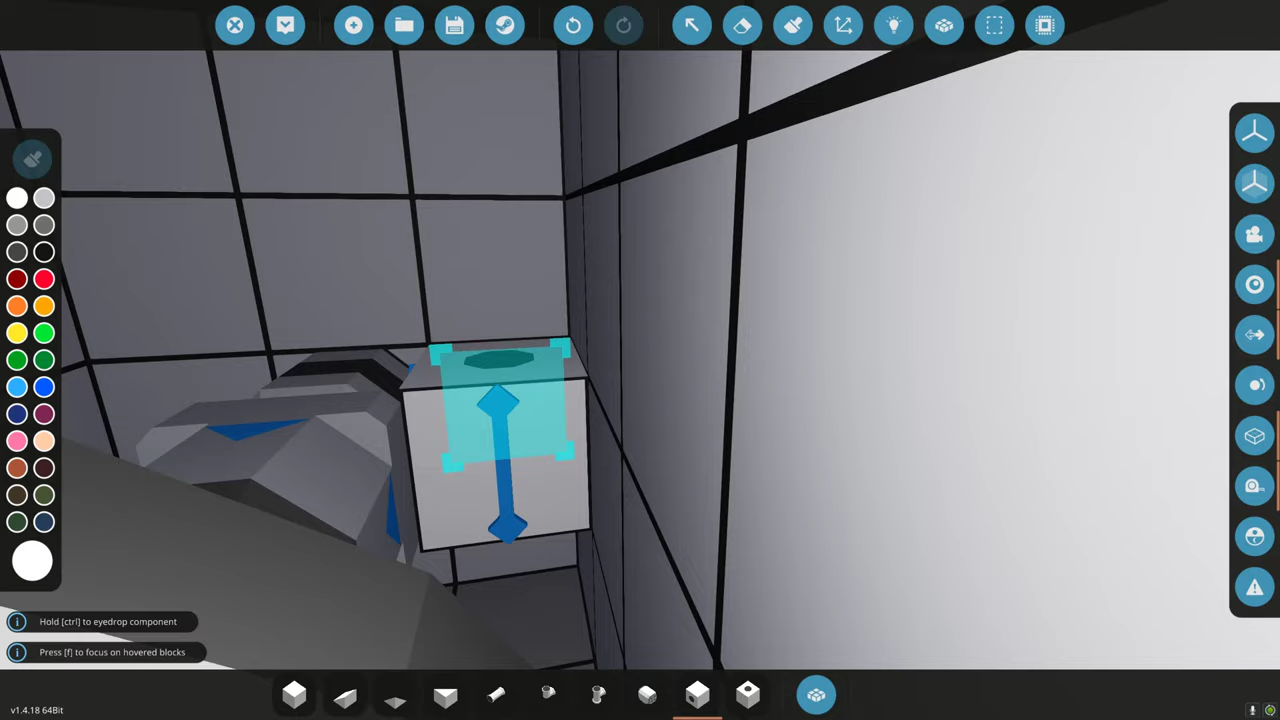 Hold [ctrl] to eyedrop component
Press [f] to focus on hovered blocks
v1.4.18 64Bit